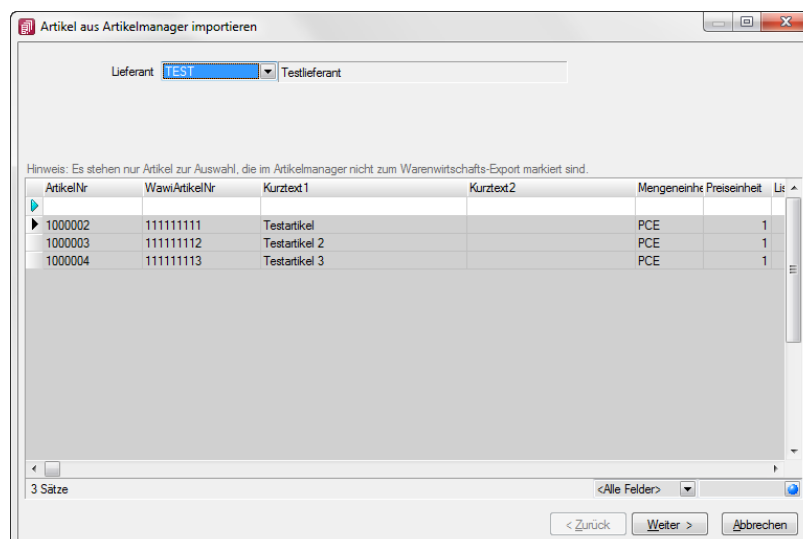 Artikel aus Artikelmanager importieren
Lieferant TEST Testlieferant
Hinweis: Es stehen nur Artikel zur Auswahl, die im Artikelmanager nicht zum Warenwirtschafts-Export markiert sind.
ArtikelNr WawiArtikelNr Kurztext1 Kurztext2 Mengeneinhe Preiseinheit Lis
1000002 111111111 Testartikel PCE 1
1000003 111111112 Testartikel 2 PCE 1
1000004 111111113 Testartikel 3 PCE 1
3 Sätze <Alle Felder>
< Zurück Weiter > Abbrechen